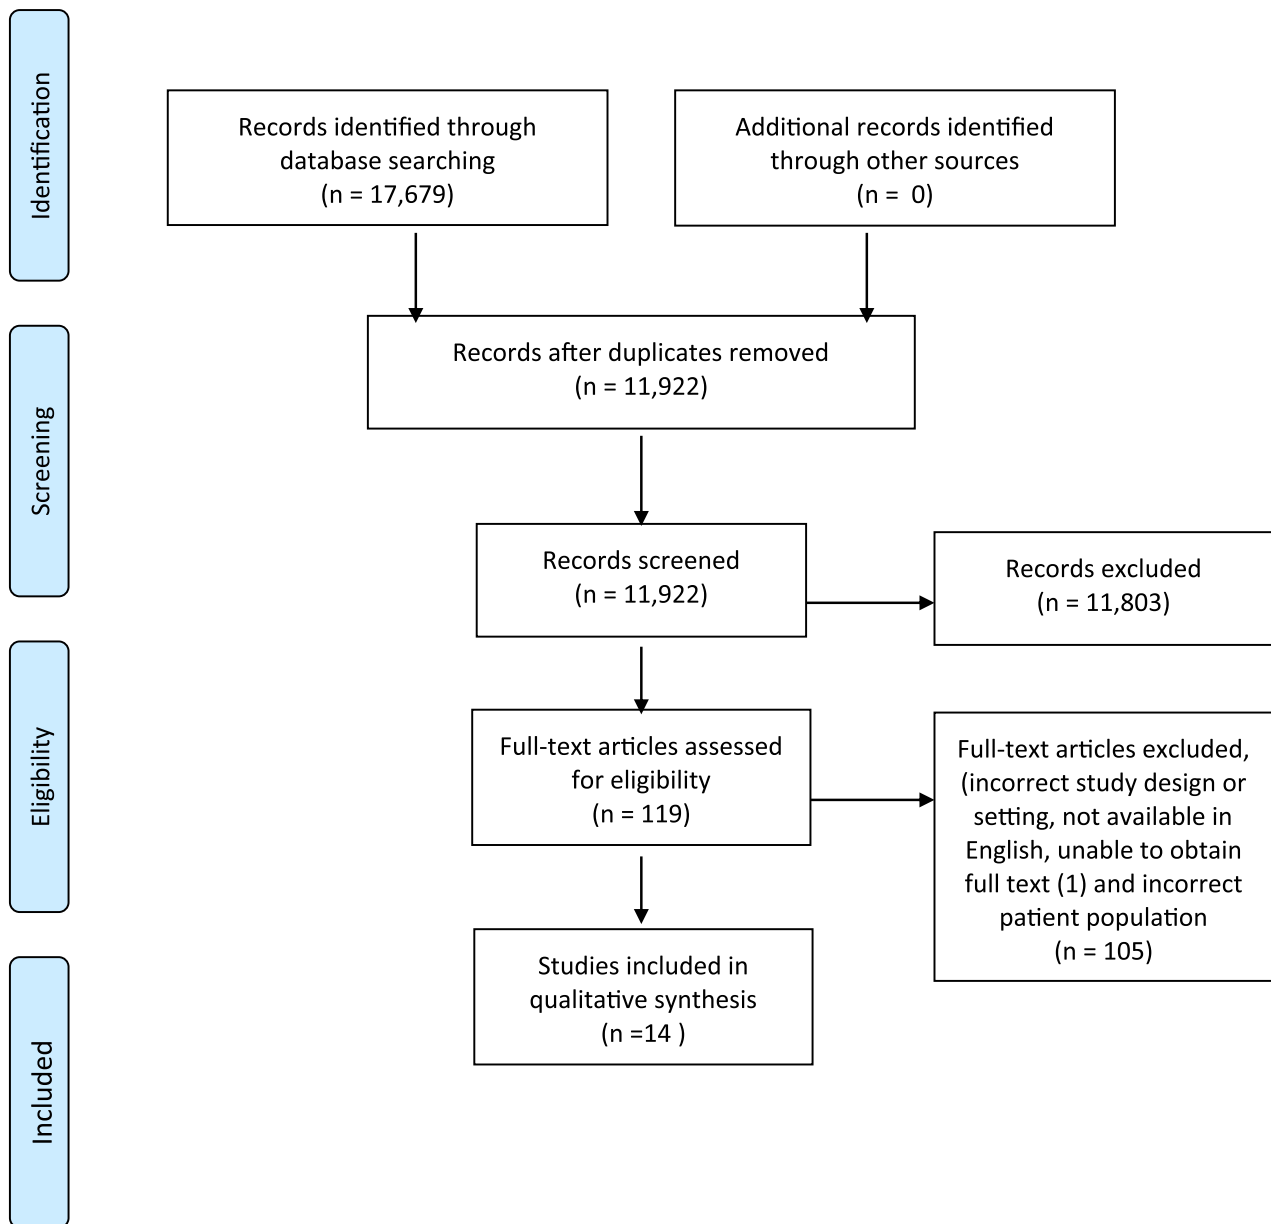 Identification
Records identified through
database searching
(n = 17,679)
Additional records identified
through other sources
(n =  0)
Screening
Records after duplicates removed
(n = 11,922)
Records screened
(n = 11,922)
Records excluded
(n = 11,803)
Eligibility
Full-text articles assessed
for eligibility
(n = 119)
Full-text articles excluded,
(incorrect study design or
setting, not available in
English, unable to obtain
full text (1) and incorrect
patient population
(n = 105)
Included
Studies included in
qualitative synthesis
(n =14 )